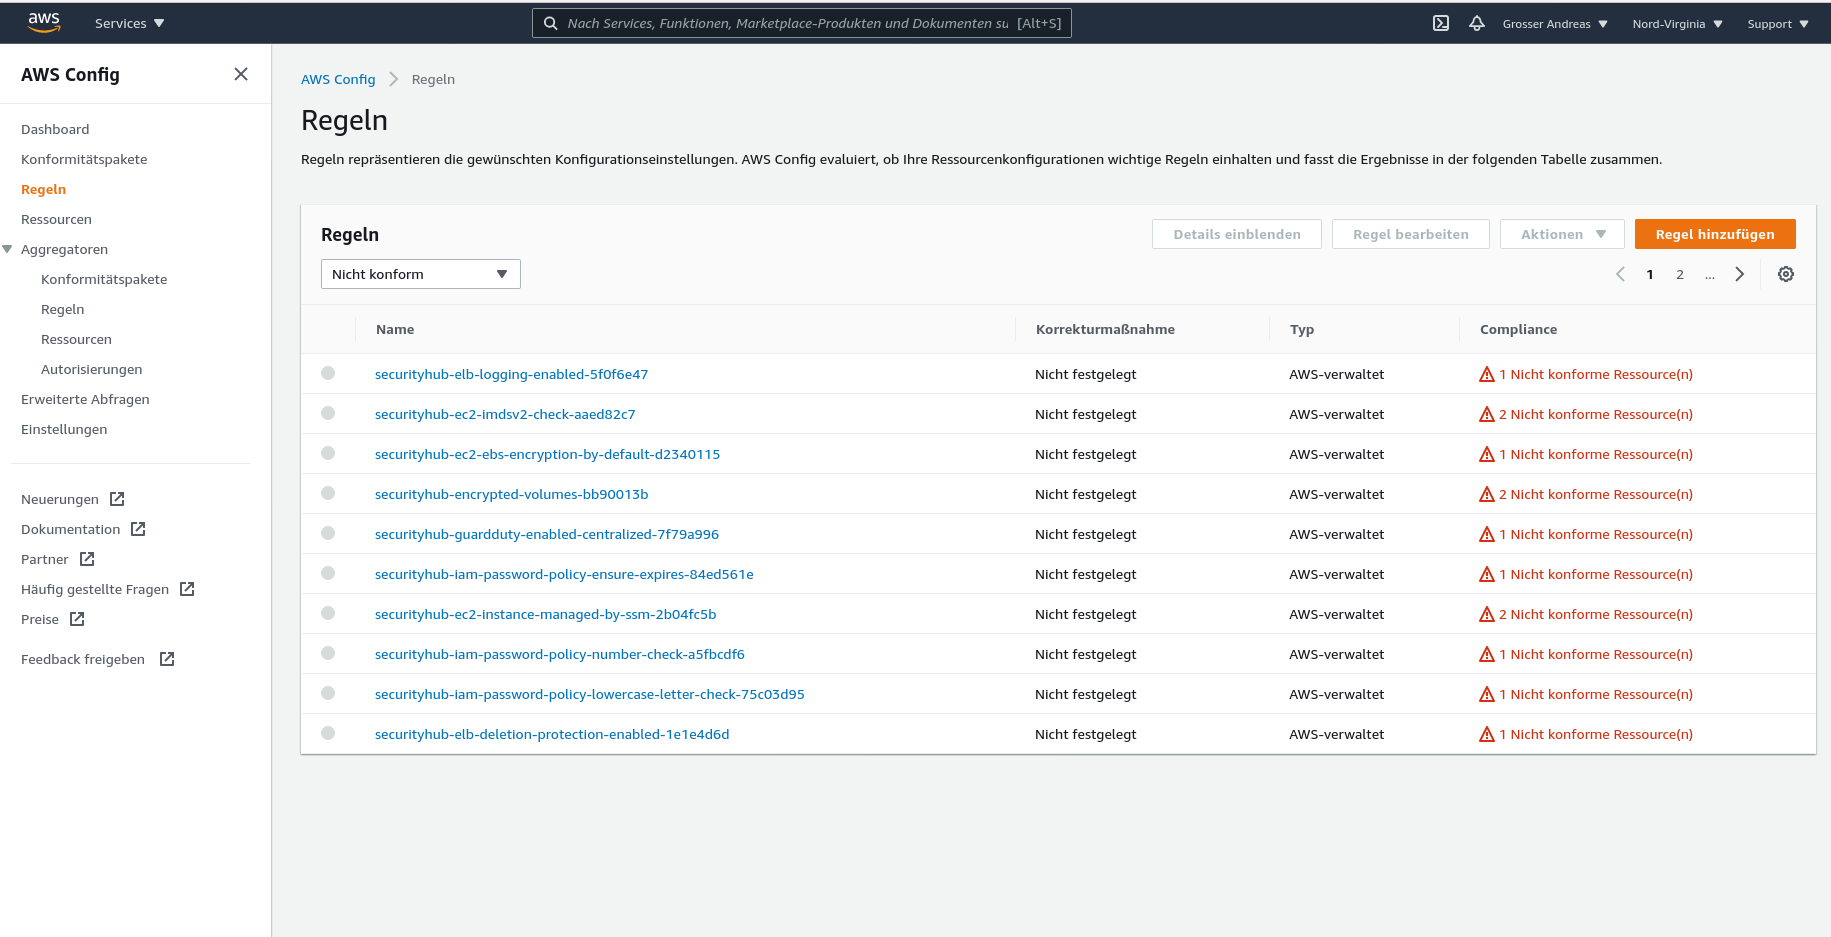 aws
Services
Nach Services, Funktionen, Marketplace-Produkten und Dokumenten su [Alt+S]
Grosser Andreas
Nord-Virginia
Support
AWS Config
Dashboard
Konformitätspakete
Regeln
Ressourcen
Aggregatoren
Konformitätspakete
Regeln
Ressourcen
Autorisierungen
Erweiterte Abfragen
Einstellungen
Neuerungen
Dokumentation
Partner
Häufig gestellte Fragen
Preise
Feedback freigeben
AWS Config Regeln
Regeln
Regeln repräsentieren die gewünschten Konfigurationseinstellungen. AWS Config evaluiert, ob Ihre Ressourcenkonfigurationen wichtige Regeln einhalten und fasst die Ergebnisse in der folgenden Tabelle zusammen.
Regeln
Details einblenden
Regel bearbeiten
Aktionen
Regel hinzufügen
Nicht konform
1 2 ...
Name Korrekturmaßnahme Typ Compliance
securityhub-elb-logging-enabled-5f0f6e47 Nicht festgelegt AWS-verwaltet 1 Nicht konforme Ressource(n)
securityhub-ec2-imdsv2-check-aaed82c7 Nicht festgelegt AWS-verwaltet 2 Nicht konforme Ressource(n)
securityhub-ec2-ebs-encryption-by-default-d2340115 Nicht festgelegt AWS-verwaltet 1 Nicht konforme Ressource(n)
securityhub-encrypted-volumes-bb90013b Nicht festgelegt AWS-verwaltet 2 Nicht konforme Ressource(n)
securityhub-guardduty-enabled-centralized-7f79a996 Nicht festgelegt AWS-verwaltet 1 Nicht konforme Ressource(n)
securityhub-iam-password-policy-ensure-expires-84ed561e Nicht festgelegt AWS-verwaltet 1 Nicht konforme Ressource(n)
securityhub-ec2-instance-managed-by-ssm-2b04fc5b Nicht festgelegt AWS-verwaltet 2 Nicht konforme Ressource(n)
securityhub-iam-password-policy-number-check-a5fbcdf6 Nicht festgelegt AWS-verwaltet 1 Nicht konforme Ressource(n)
securityhub-iam-password-policy-lowercase-letter-check-75c03d95 Nicht festgelegt AWS-verwaltet 1 Nicht konforme Ressource(n)
securityhub-elb-deletion-protection-enabled-1e1e4d6d Nicht festgelegt AWS-verwaltet 1 Nicht konforme Ressource(n)